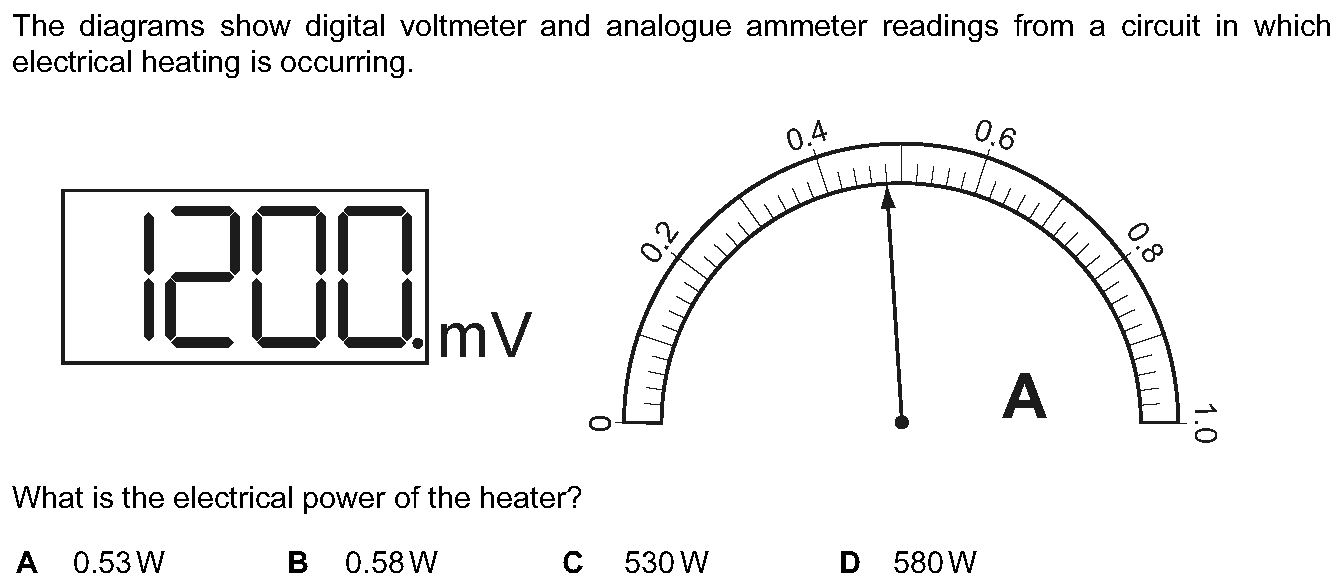 The diagrams show digital voltmeter and analogue ammeter readings from a circuit in which
electrical heating is occurring.
1200. mV
0 0.2 0.4 0.6 0.8 1.0
A
What is the electrical power of the heater?
A 0.53 W B 0.58 W C 530 W D 580 W